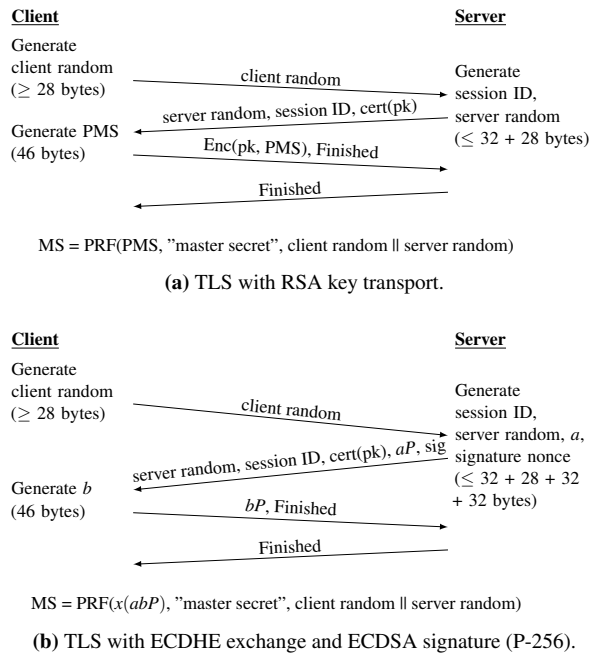 Client
Server
Generate
client random
(≥ 28 bytes)
client random
Generate
session ID,
server random
(≤ 32 + 28 bytes)
server random, session ID, cert(pk)
Generate PMS
(46 bytes)
Enc(pk, PMS), Finished
Finished
MS = PRF(PMS, ”master secret”, client random || server random)
(a) TLS with RSA key transport.
Client
Server
Generate
client random
(≥ 28 bytes)
client random
Generate
session ID,
server random, a,
signature nonce
(≤ 32 + 28 + 32
+ 32 bytes)
server random, session ID, cert(pk), aP, sig
Generate b
(46 bytes)
bP, Finished
Finished
MS = PRF(x(abP), ”master secret”, client random || server random)
(b) TLS with ECDHE exchange and ECDSA signature (P-256).